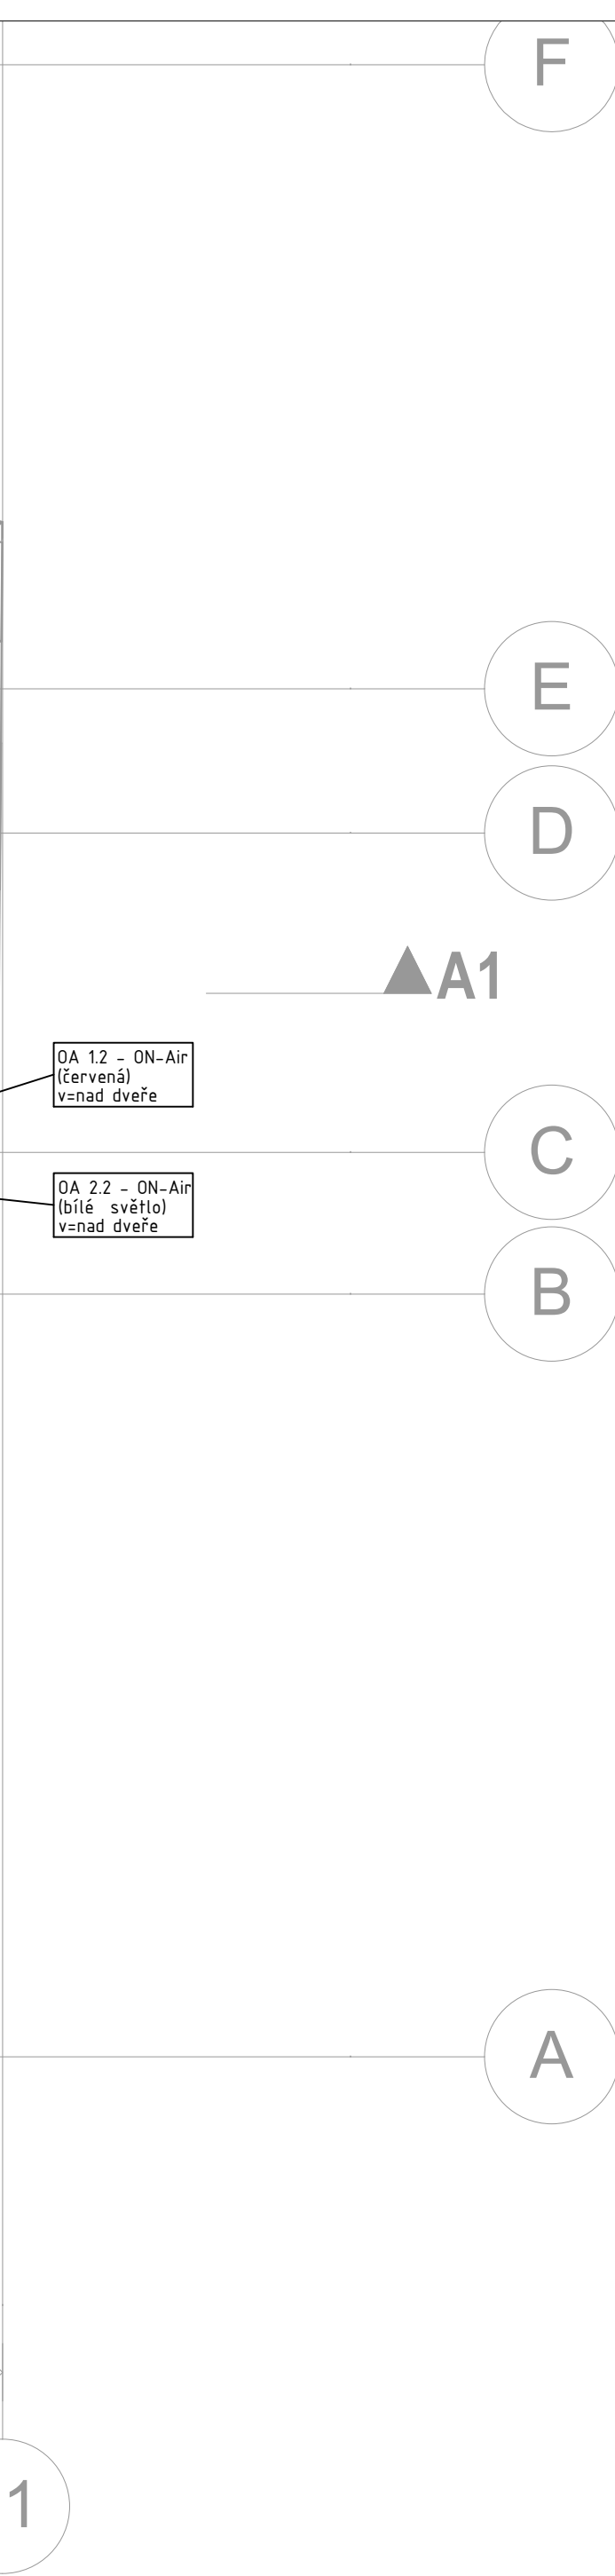 F
E
D
A1
OA 1.2 - ON-Air
(červená)
v=nad dveře
C
OA 2.2 - ON-Air
(bílé světlo)
v=nad dveře
B
A
1